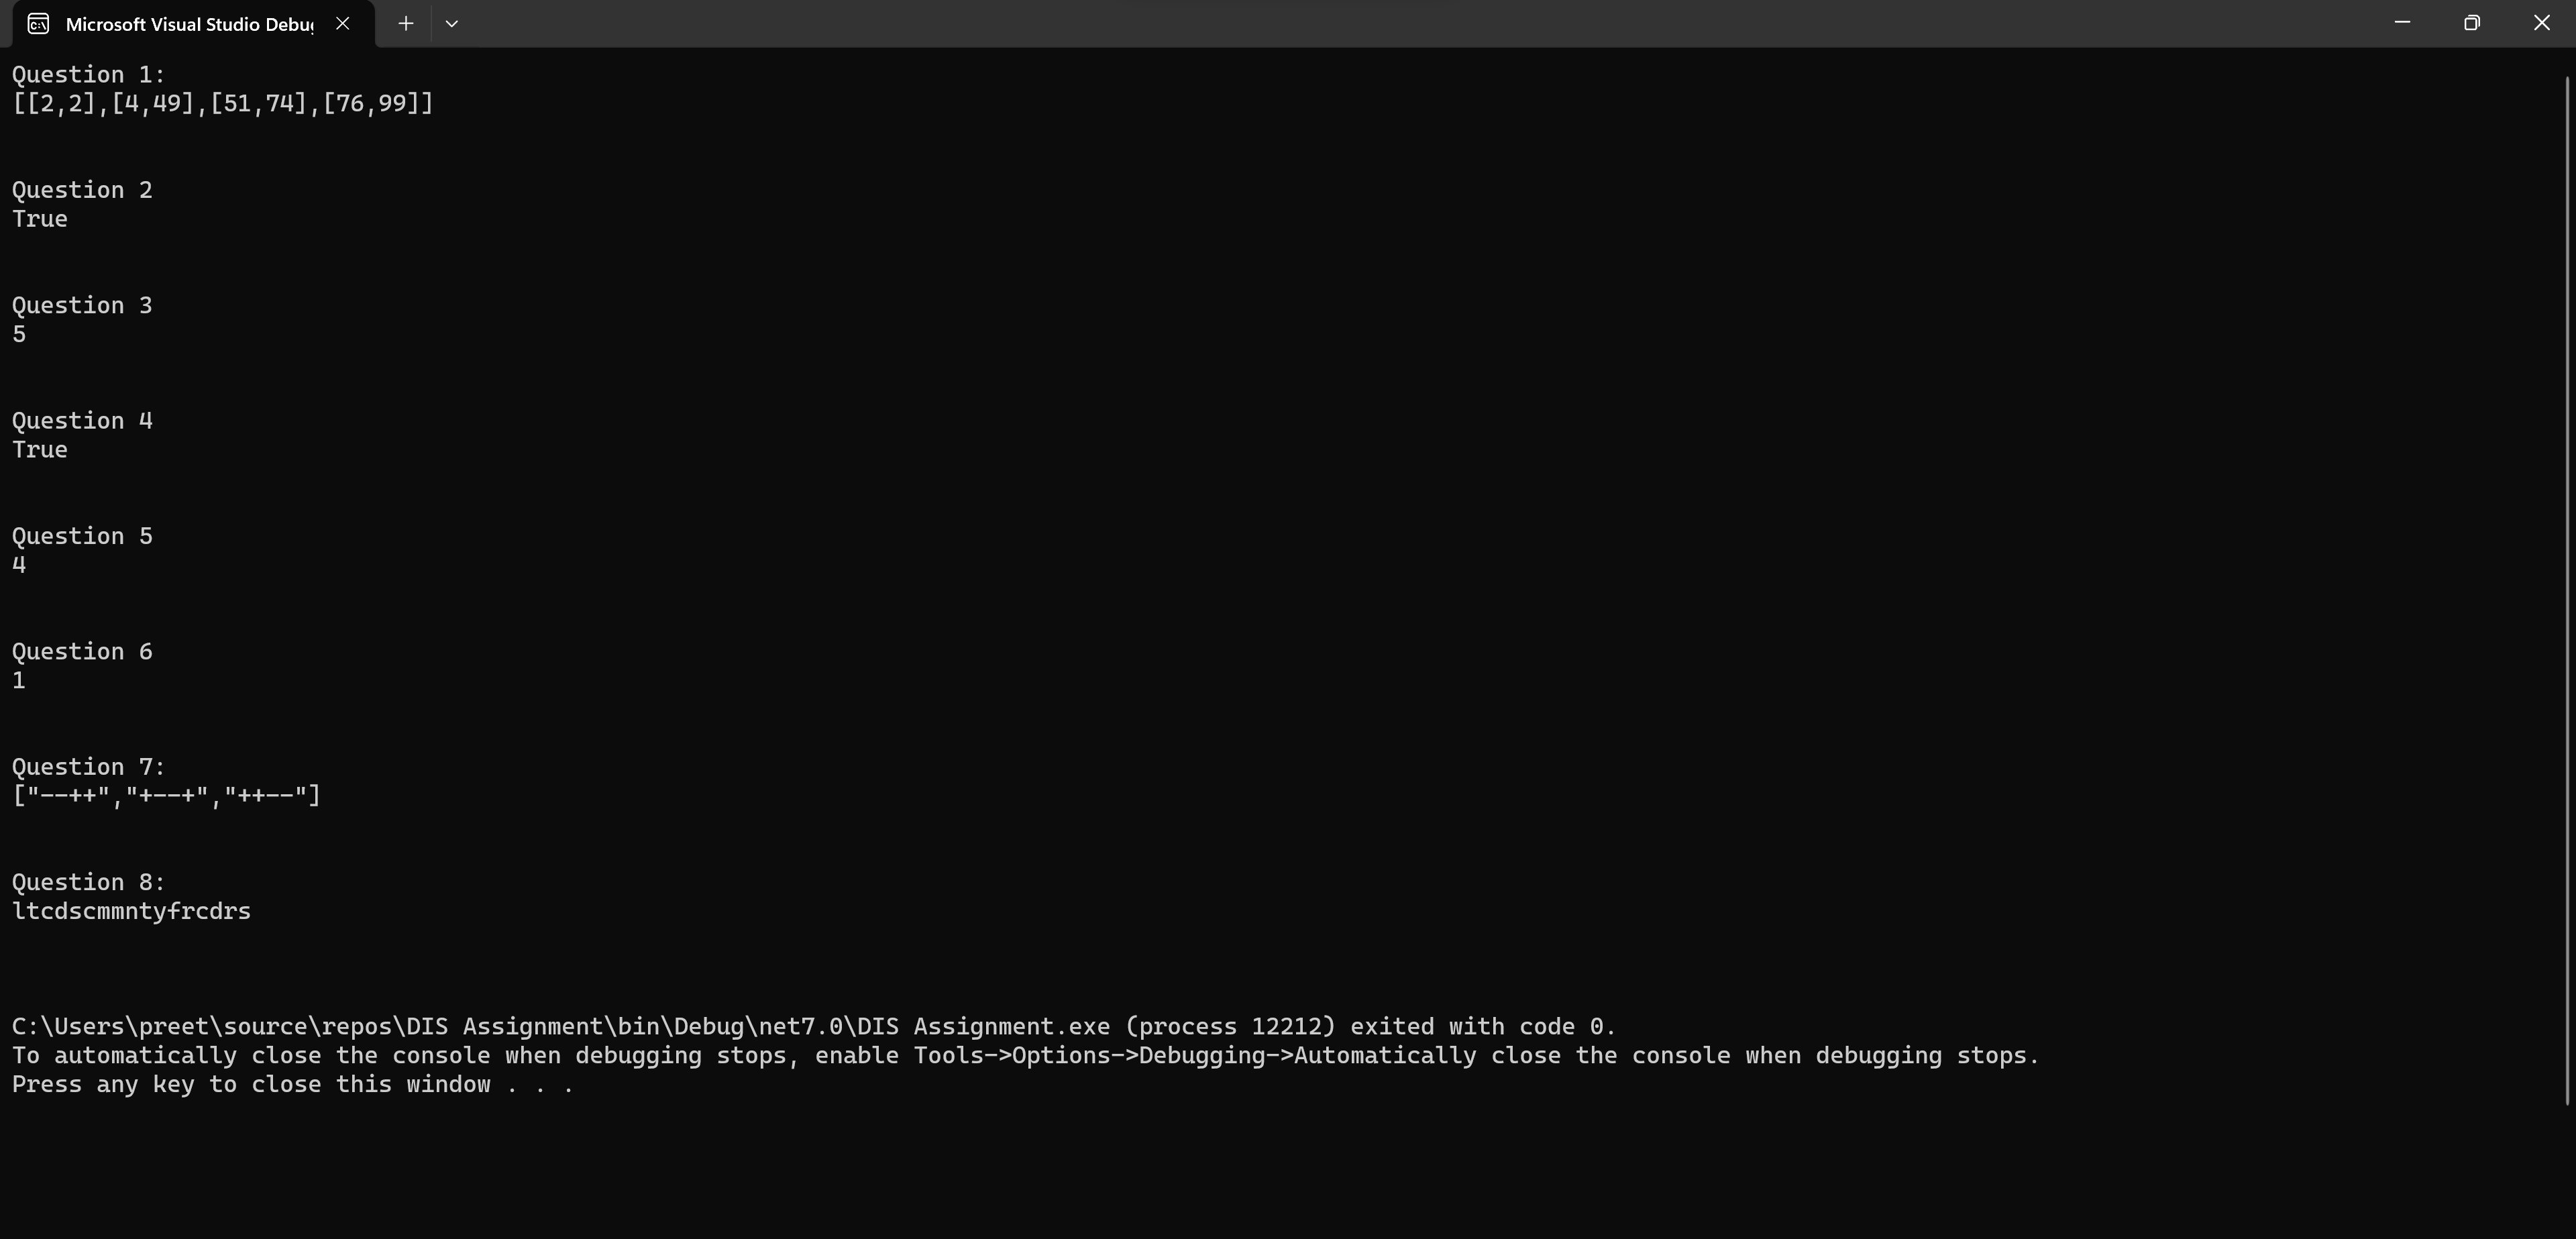 Microsoft Visual Studio Debu
Question 1:
[[2,2],[4,49],[51,74],[76,99]]
Question 2
True
Question 3
5
Question 4
True
Question 5
4
Question 6
1
Question 7:
["--++","+--+","++--"]
Question 8:
ltcdscmmntyfrcdrs
C:\Users\preet\source\repos\DIS Assignment\bin\Debug\net7.0\DIS Assignment.exe (process 12212) exited with code 0.
To automatically close the console when debugging stops, enable Tools->Options->Debugging->Automatically close the console when debugging stops.
Press any key to close this window . . .